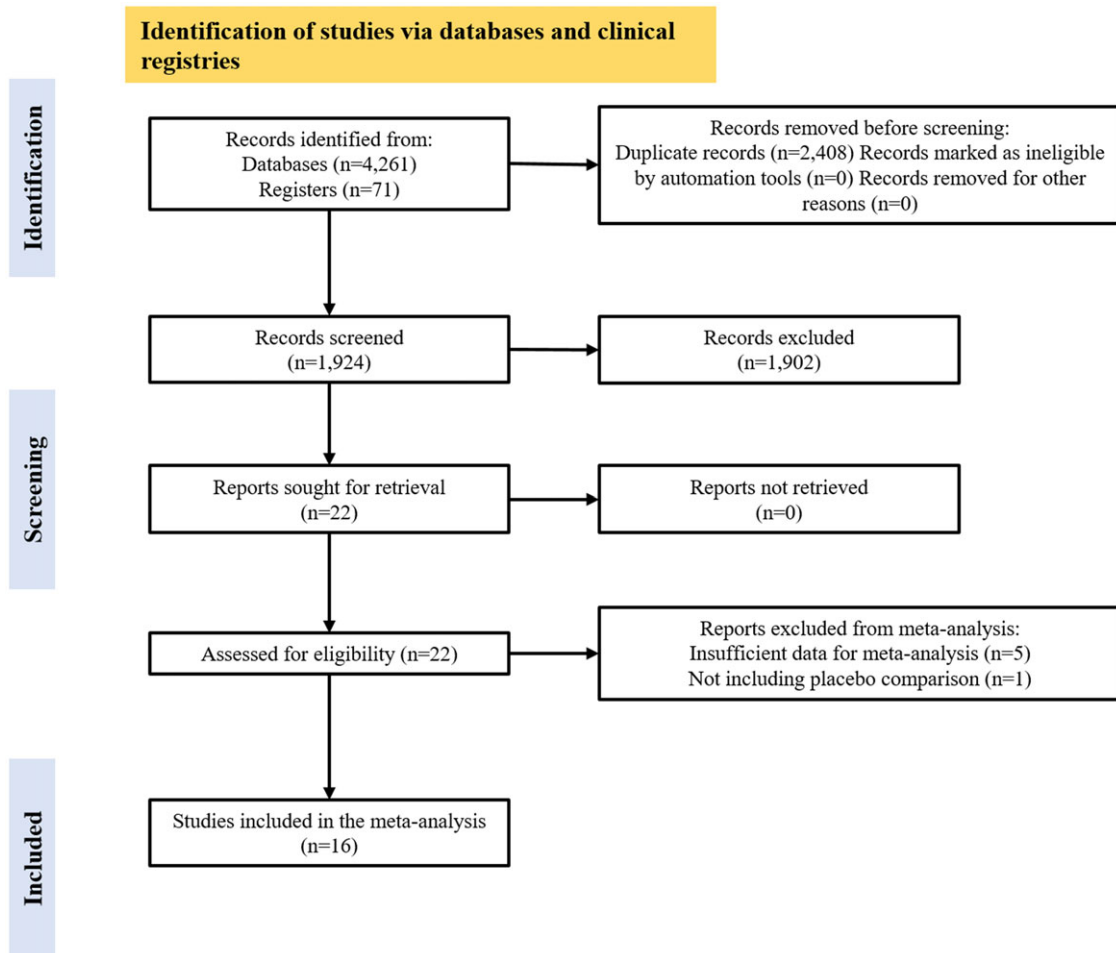 Identification of studies via databases and clinical
registries
Identification
Records identified from:
Databases (n=4,261)
Registers (n=71)
Records removed before screening:
Duplicate records (n=2,408) Records marked as ineligible
by automation tools (n=0) Records removed for other
reasons (n=0)
Screening
Records screened
(n=1,924)
Records excluded
(n=1,902)
Reports sought for retrieval
(n=22)
Reports not retrieved
(n=0)
Assessed for eligibility (n=22)
Reports excluded from meta-analysis:
Insufficient data for meta-analysis (n=5)
Not including placebo comparison (n=1)
Included
Studies included in the meta-analysis
(n=16)